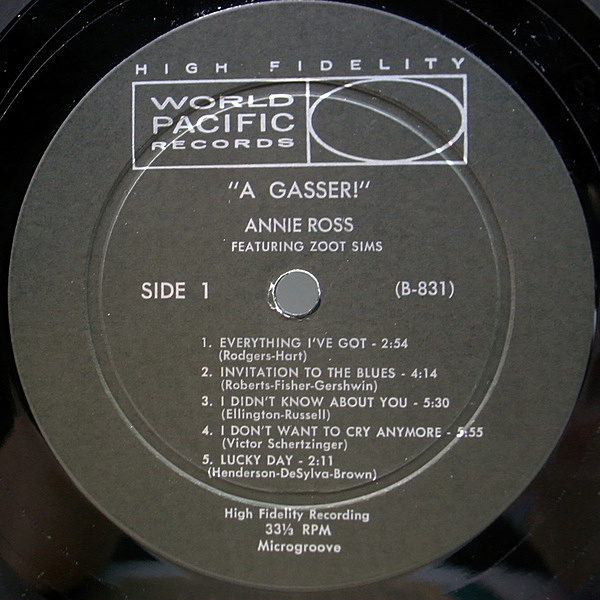 HIGH FIDELITY
WORLD
PACIFIC
RECORDS
"A GASSER!"
ANNIE ROSS
FEATURING ZOOT SIMS
SIDE 1 (B-831)
1. EVERYTHING I'VE GOT - 2:54
(Rodgers-Hart)
2. INVITATION TO THE BLUES - 4:14
(Roberts-Fisher-Gershwin)
3. I DIDN'T KNOW ABOUT YOU - 5:30
(Ellington-Russell)
4. I DON'T WANT TO CRY ANYMORE - 5:55
(Victor Schertzinger)
5. LUCKY DAY - 2:11
(Henderson-DeSylva-Brown)
High Fidelity Recording
33⅓ RPM
Microgroove